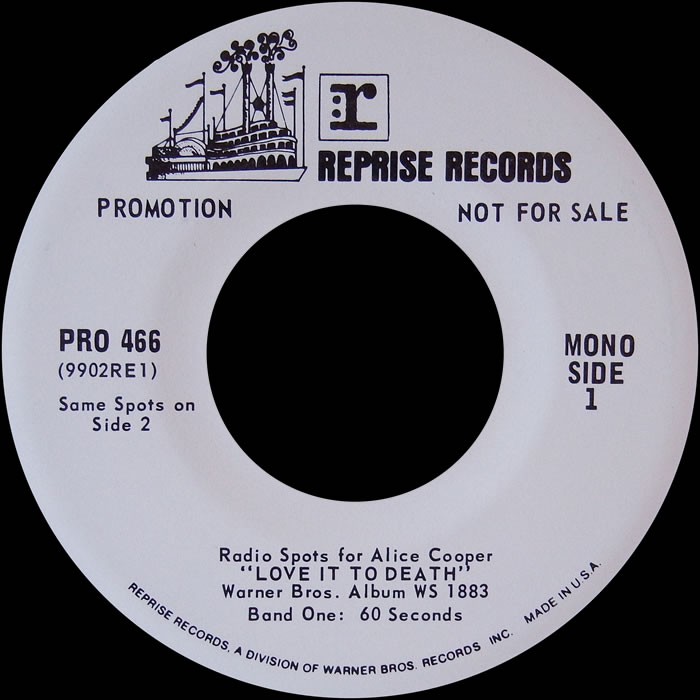 r
REPRISE RECORDS
PROMOTION
NOT FOR SALE
PRO 466
(9902RE1)
Same Spots on
Side 2
MONO
SIDE
1
Radio Spots for Alice Cooper
"LOVE IT TO DEATH"
Warner Bros. Album WS 1883
Band One: 60 Seconds
REPRISE RECORDS, A DIVISION OF WARNER BROS. RECORDS INC. MADE IN U.S.A.